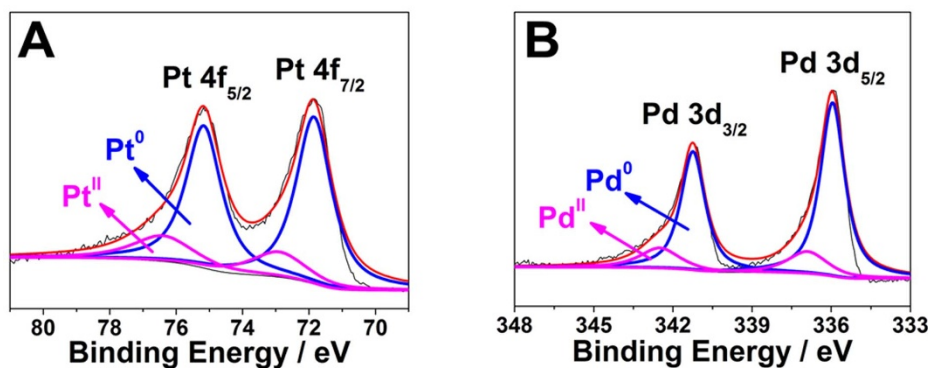 A
Pt 4f5/2
Pt 4f7/2
Pt0
PtII
80 78 76 74 72 70
Binding Energy / eV
B
Pd 3d5/2
Pd 3d3/2
Pd0
PdII
348 345 342 339 336 333
Binding Energy / eV